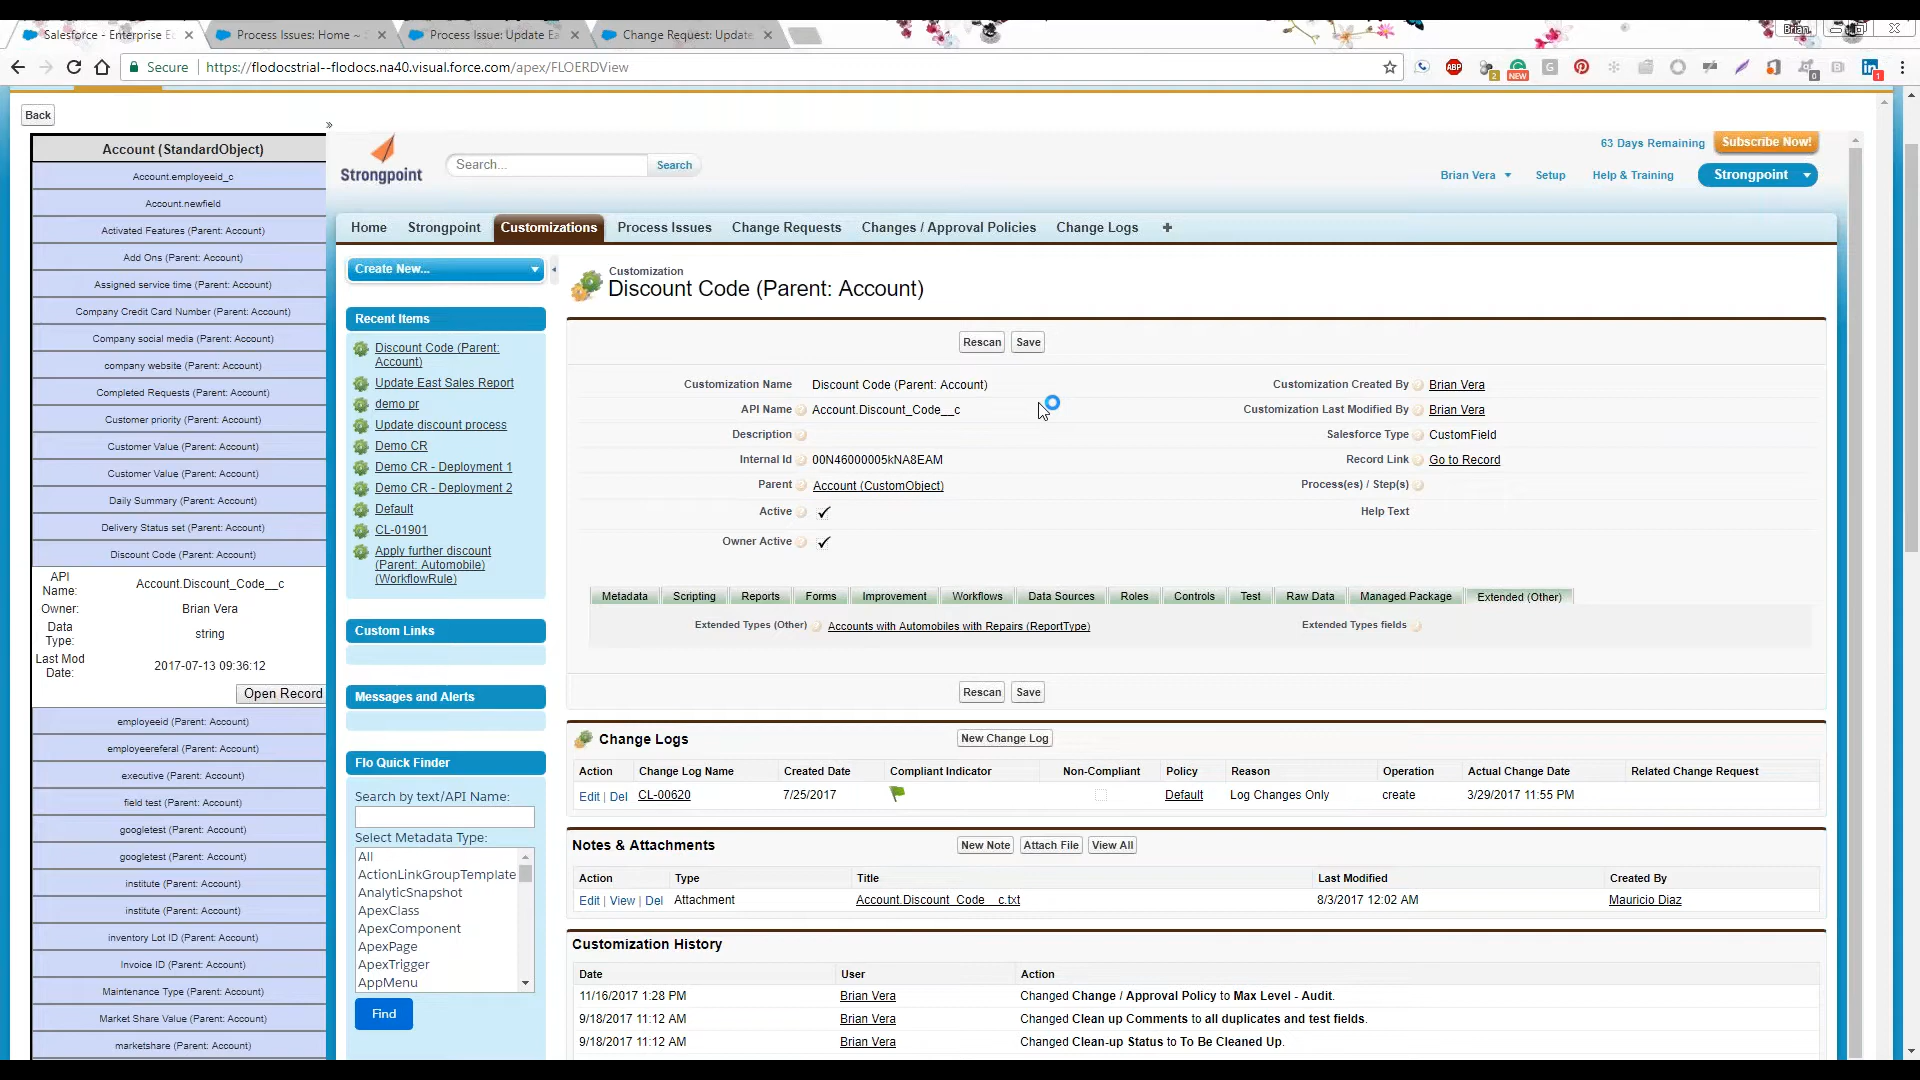 Salesforce - Enterprise E
Process Issues: Home ~
Process Issue: Update Ea
Change Request: Update
Brian
Secure
https://flodocstrial--flodocs.na40.visual.force.com/apex/FLOERDView
ABP
2
NEW
0
1
Back
Account (StandardObject)
Account.employeeid_c
Account.newfield
Activated Features (Parent: Account)
Add Ons (Parent: Account)
Assigned service time (Parent: Account)
Company Credit Card Number (Parent: Account)
Company social media (Parent: Account)
company website (Parent: Account)
Completed Requests (Parent: Account)
Customer priority (Parent: Account)
Customer Value (Parent: Account)
Customer Value (Parent: Account)
Daily Summary (Parent: Account)
Delivery Status set (Parent: Account)
Discount Code (Parent: Account)
API Name: Account.Discount_Code__c
Owner: Brian Vera
Data Type: string
Last Mod Date: 2017-07-13 09:36:12
Open Record
employeeid (Parent: Account)
employeereferal (Parent: Account)
executive (Parent: Account)
field test (Parent: Account)
googletest (Parent: Account)
googletest (Parent: Account)
institute (Parent: Account)
institute (Parent: Account)
inventory Lot ID (Parent: Account)
Invoice ID (Parent: Account)
Maintenance Type (Parent: Account)
Market Share Value (Parent: Account)
marketshare (Parent: Account)
»
Strongpoint
Search...
Search
63 Days Remaining
Subscribe Now!
Brian Vera
Setup
Help & Training
Strongpoint
Home
Strongpoint
Customizations
Process Issues
Change Requests
Changes / Approval Policies
Change Logs
+
Create New...
Recent Items
Discount Code (Parent:
Account)
Update East Sales Report
demo pr
Update discount process
Demo CR
Demo CR - Deployment 1
Demo CR - Deployment 2
Default
CL-01901
Apply further discount
(Parent: Automobile)
(WorkflowRule)
Custom Links
Messages and Alerts
Flo Quick Finder
Search by text/API Name:
Select Metadata Type:
All
ActionLinkGroupTemplate
AnalyticSnapshot
ApexClass
ApexComponent
ApexPage
ApexTrigger
AppMenu
Find
Customization
Discount Code (Parent: Account)
Rescan
Save
Customization Name Discount Code (Parent: Account)
Customization Created By Brian Vera
API Name Account.Discount_Code__c
Customization Last Modified By Brian Vera
Description
Salesforce Type CustomField
Internal Id 00N46000005kNA8EAM
Record Link Go to Record
Parent Account (CustomObject)
Process(es) / Step(s)
Active
Help Text
Owner Active
Metadata
Scripting
Reports
Forms
Improvement
Workflows
Data Sources
Roles
Controls
Test
Raw Data
Managed Package
Extended (Other)
Extended Types (Other) Accounts with Automobiles with Repairs (ReportType)
Extended Types fields
Rescan
Save
Change Logs
New Change Log
Action Change Log Name Created Date Compliant Indicator Non-Compliant Policy Reason Operation Actual Change Date Related Change Request
Edit | Del CL-00620 7/25/2017 Default Log Changes Only create 3/29/2017 11:55 PM
Notes & Attachments
New Note
Attach File
View All
Action Type Title Last Modified Created By
Edit | View | Del Attachment Account.Discount_Code__c.txt 8/3/2017 12:02 AM Mauricio Diaz
Customization History
Date User Action
11/16/2017 1:28 PM Brian Vera Changed Change / Approval Policy to Max Level - Audit.
9/18/2017 11:12 AM Brian Vera Changed Clean up Comments to all duplicates and test fields.
9/18/2017 11:12 AM Brian Vera Changed Clean-up Status to To Be Cleaned Up.